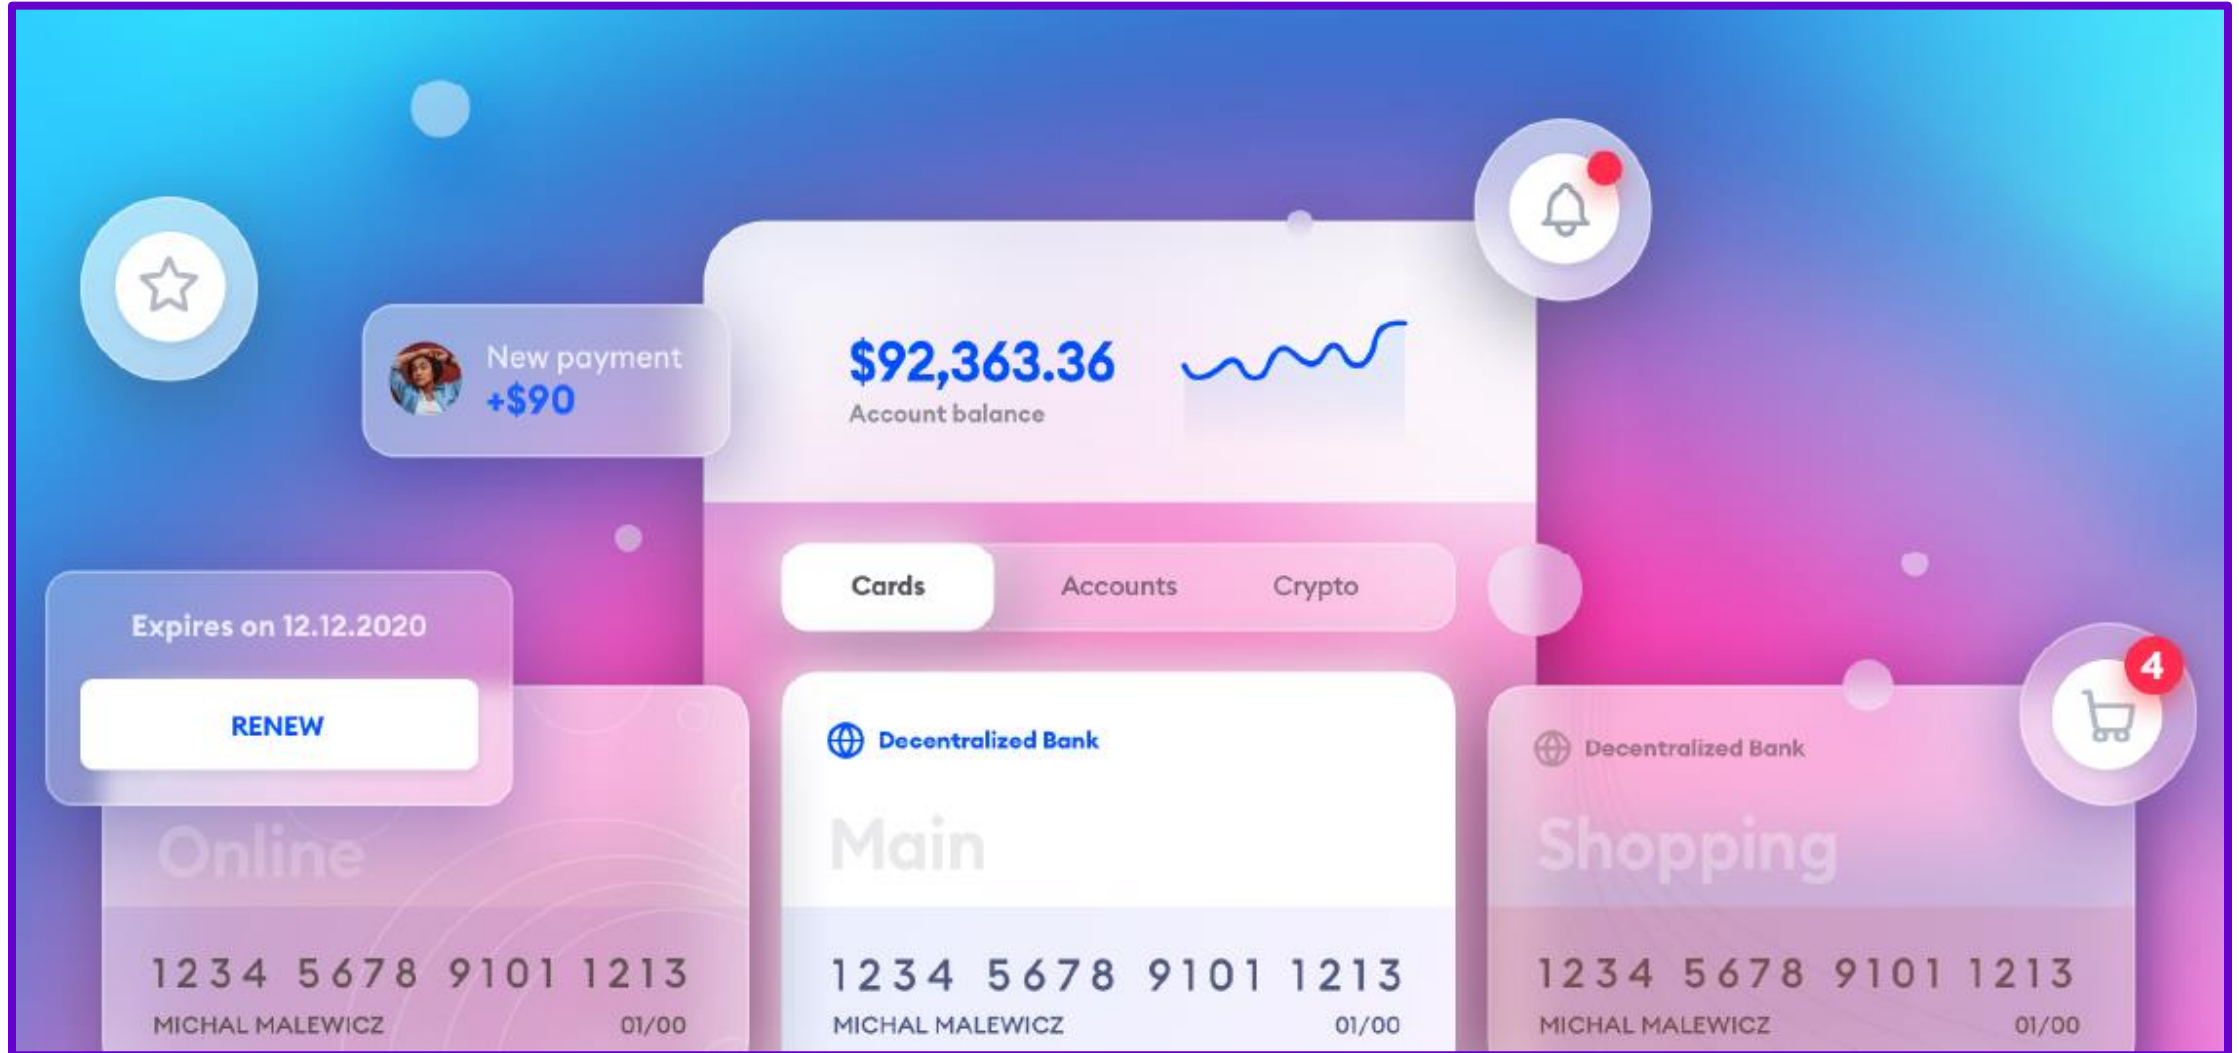 New payment
+$90
$92,363.36
Account balance
Cards Accounts Crypto
Expires on 12.12.2020
RENEW
4
Online
1234 5678 9101 1213
MICHAL MALEWICZ 01/00
Decentralized Bank
Main
1234 5678 9101 1213
MICHAL MALEWICZ 01/00
Decentralized Bank
Shopping
1234 5678 9101 1213
MICHAL MALEWICZ 01/00